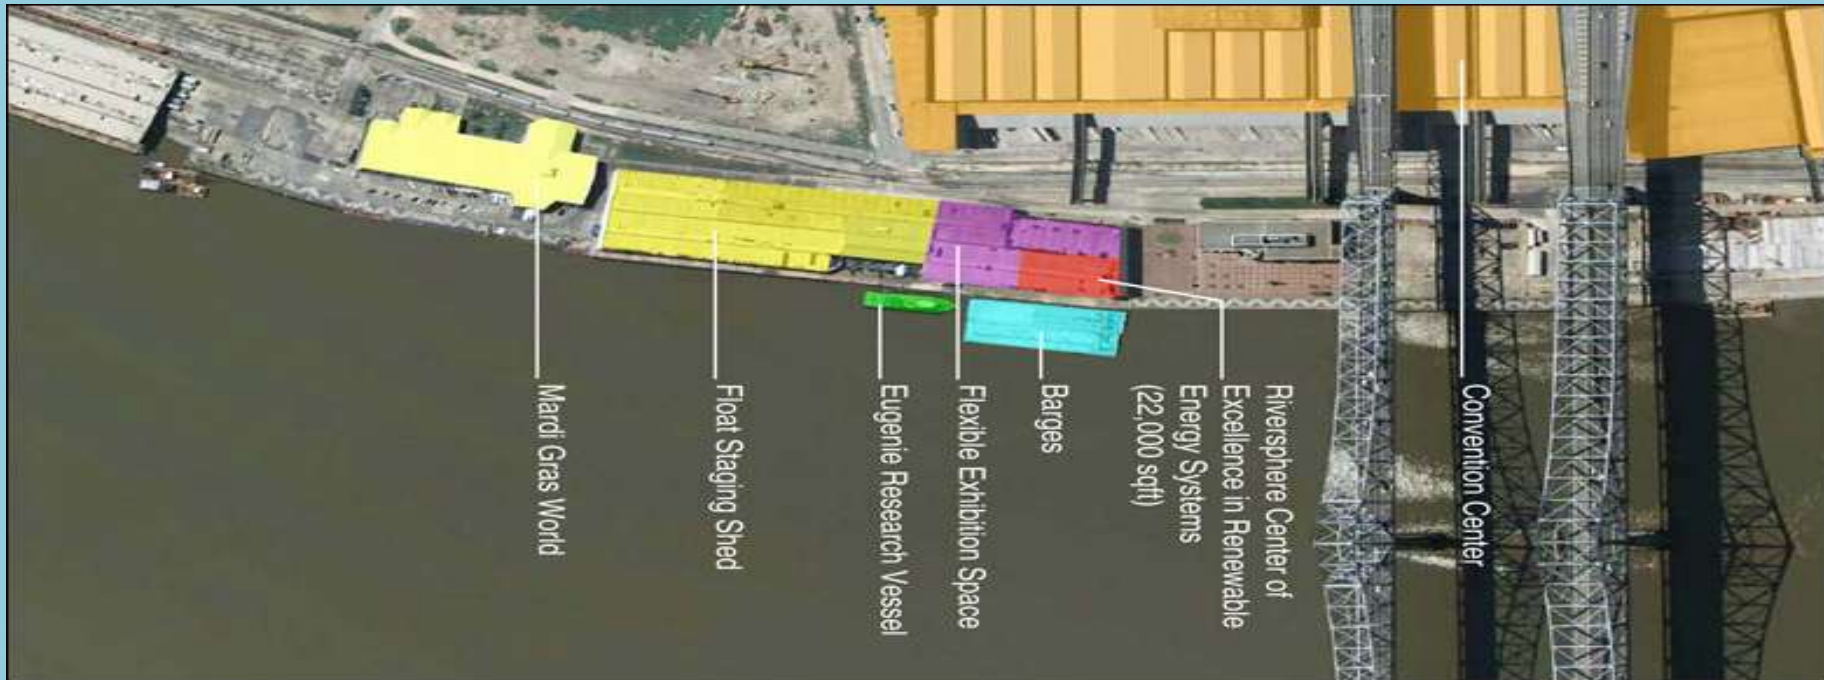 Convention Center
Riversphere Center of
Excellence in Renewable
Energy Systems
(22,000 sqft)
Barges
Flexible Exhibition Space
Eugenie Research Vessel
Float Staging Shed
Mardi Gras World